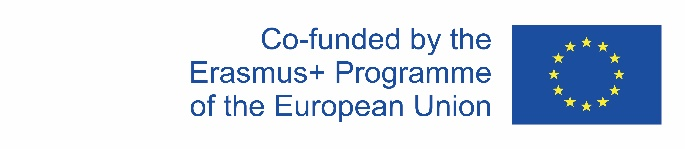 Co-funded by the
Erasmus+ Programme
of the European Union